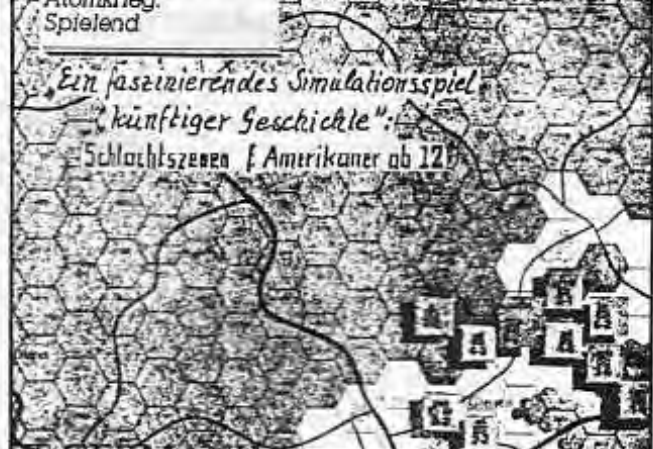 Atomkrieg.
Spielend
Ein faszinierendes Simulationsspiel
„künftiger Geschichte":
Schlachtszenen f Amerikaner ab 12